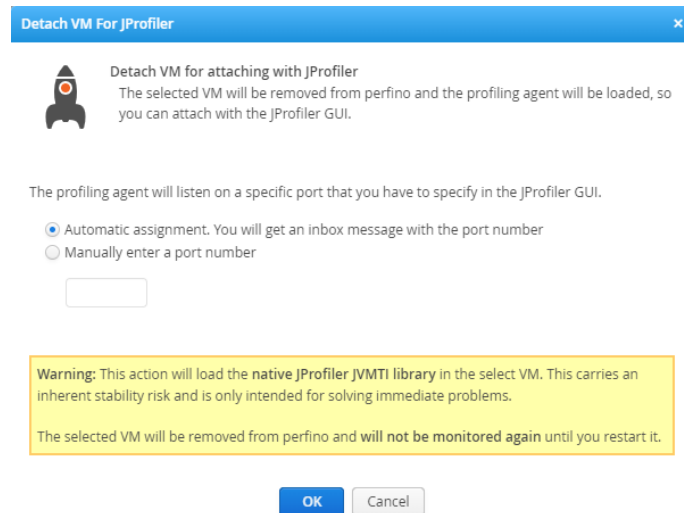 Detach VM For JProfiler
×
Detach VM for attaching with JProfiler
The selected VM will be removed from perfino and the profiling agent will be loaded, so
you can attach with the JProfiler GUI.
The profiling agent will listen on a specific port that you have to specify in the JProfiler GUI.
Automatic assignment. You will get an inbox message with the port number
Manually enter a port number
Warning: This action will load the native JProfiler JVMTI library in the select VM. This carries an
inherent stability risk and is only intended for solving immediate problems.
The selected VM will be removed from perfino and will not be monitored again until you restart it.
OK
Cancel